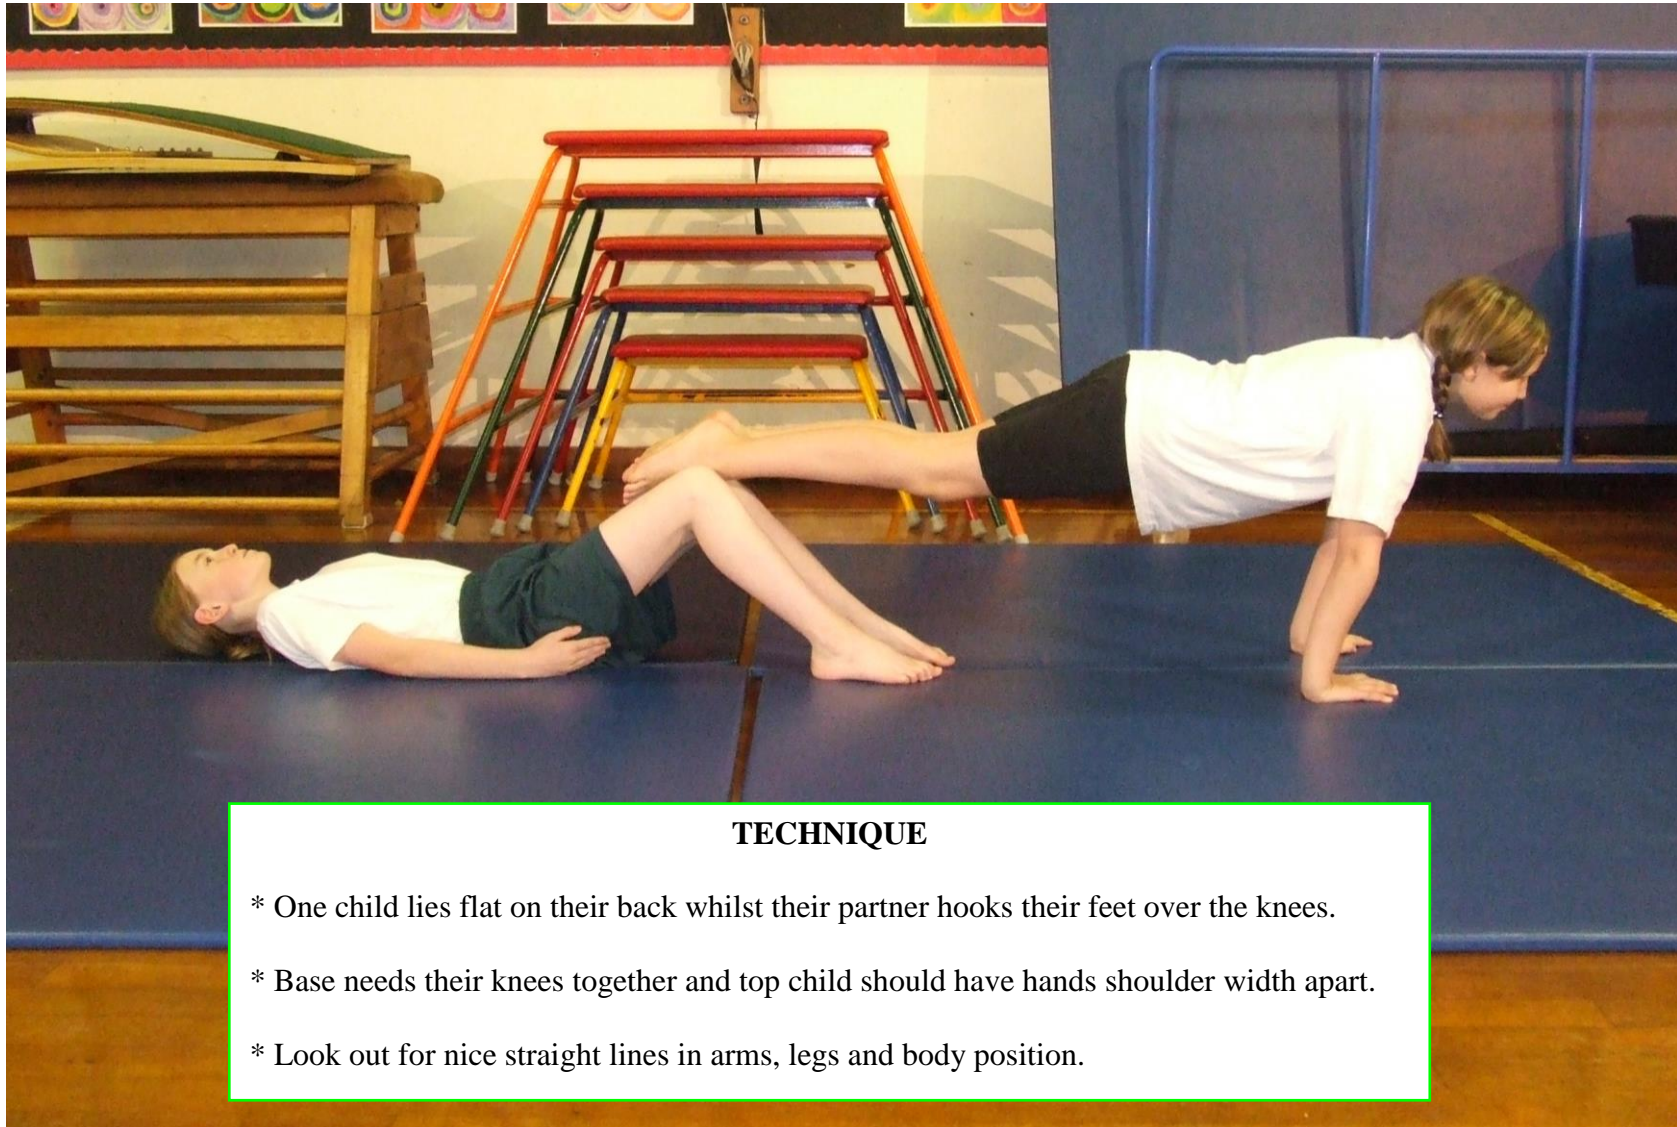 TECHNIQUE
* One child lies flat on their back whilst their partner hooks their feet over the knees.
* Base needs their knees together and top child should have hands shoulder width apart.
* Look out for nice straight lines in arms, legs and body position.